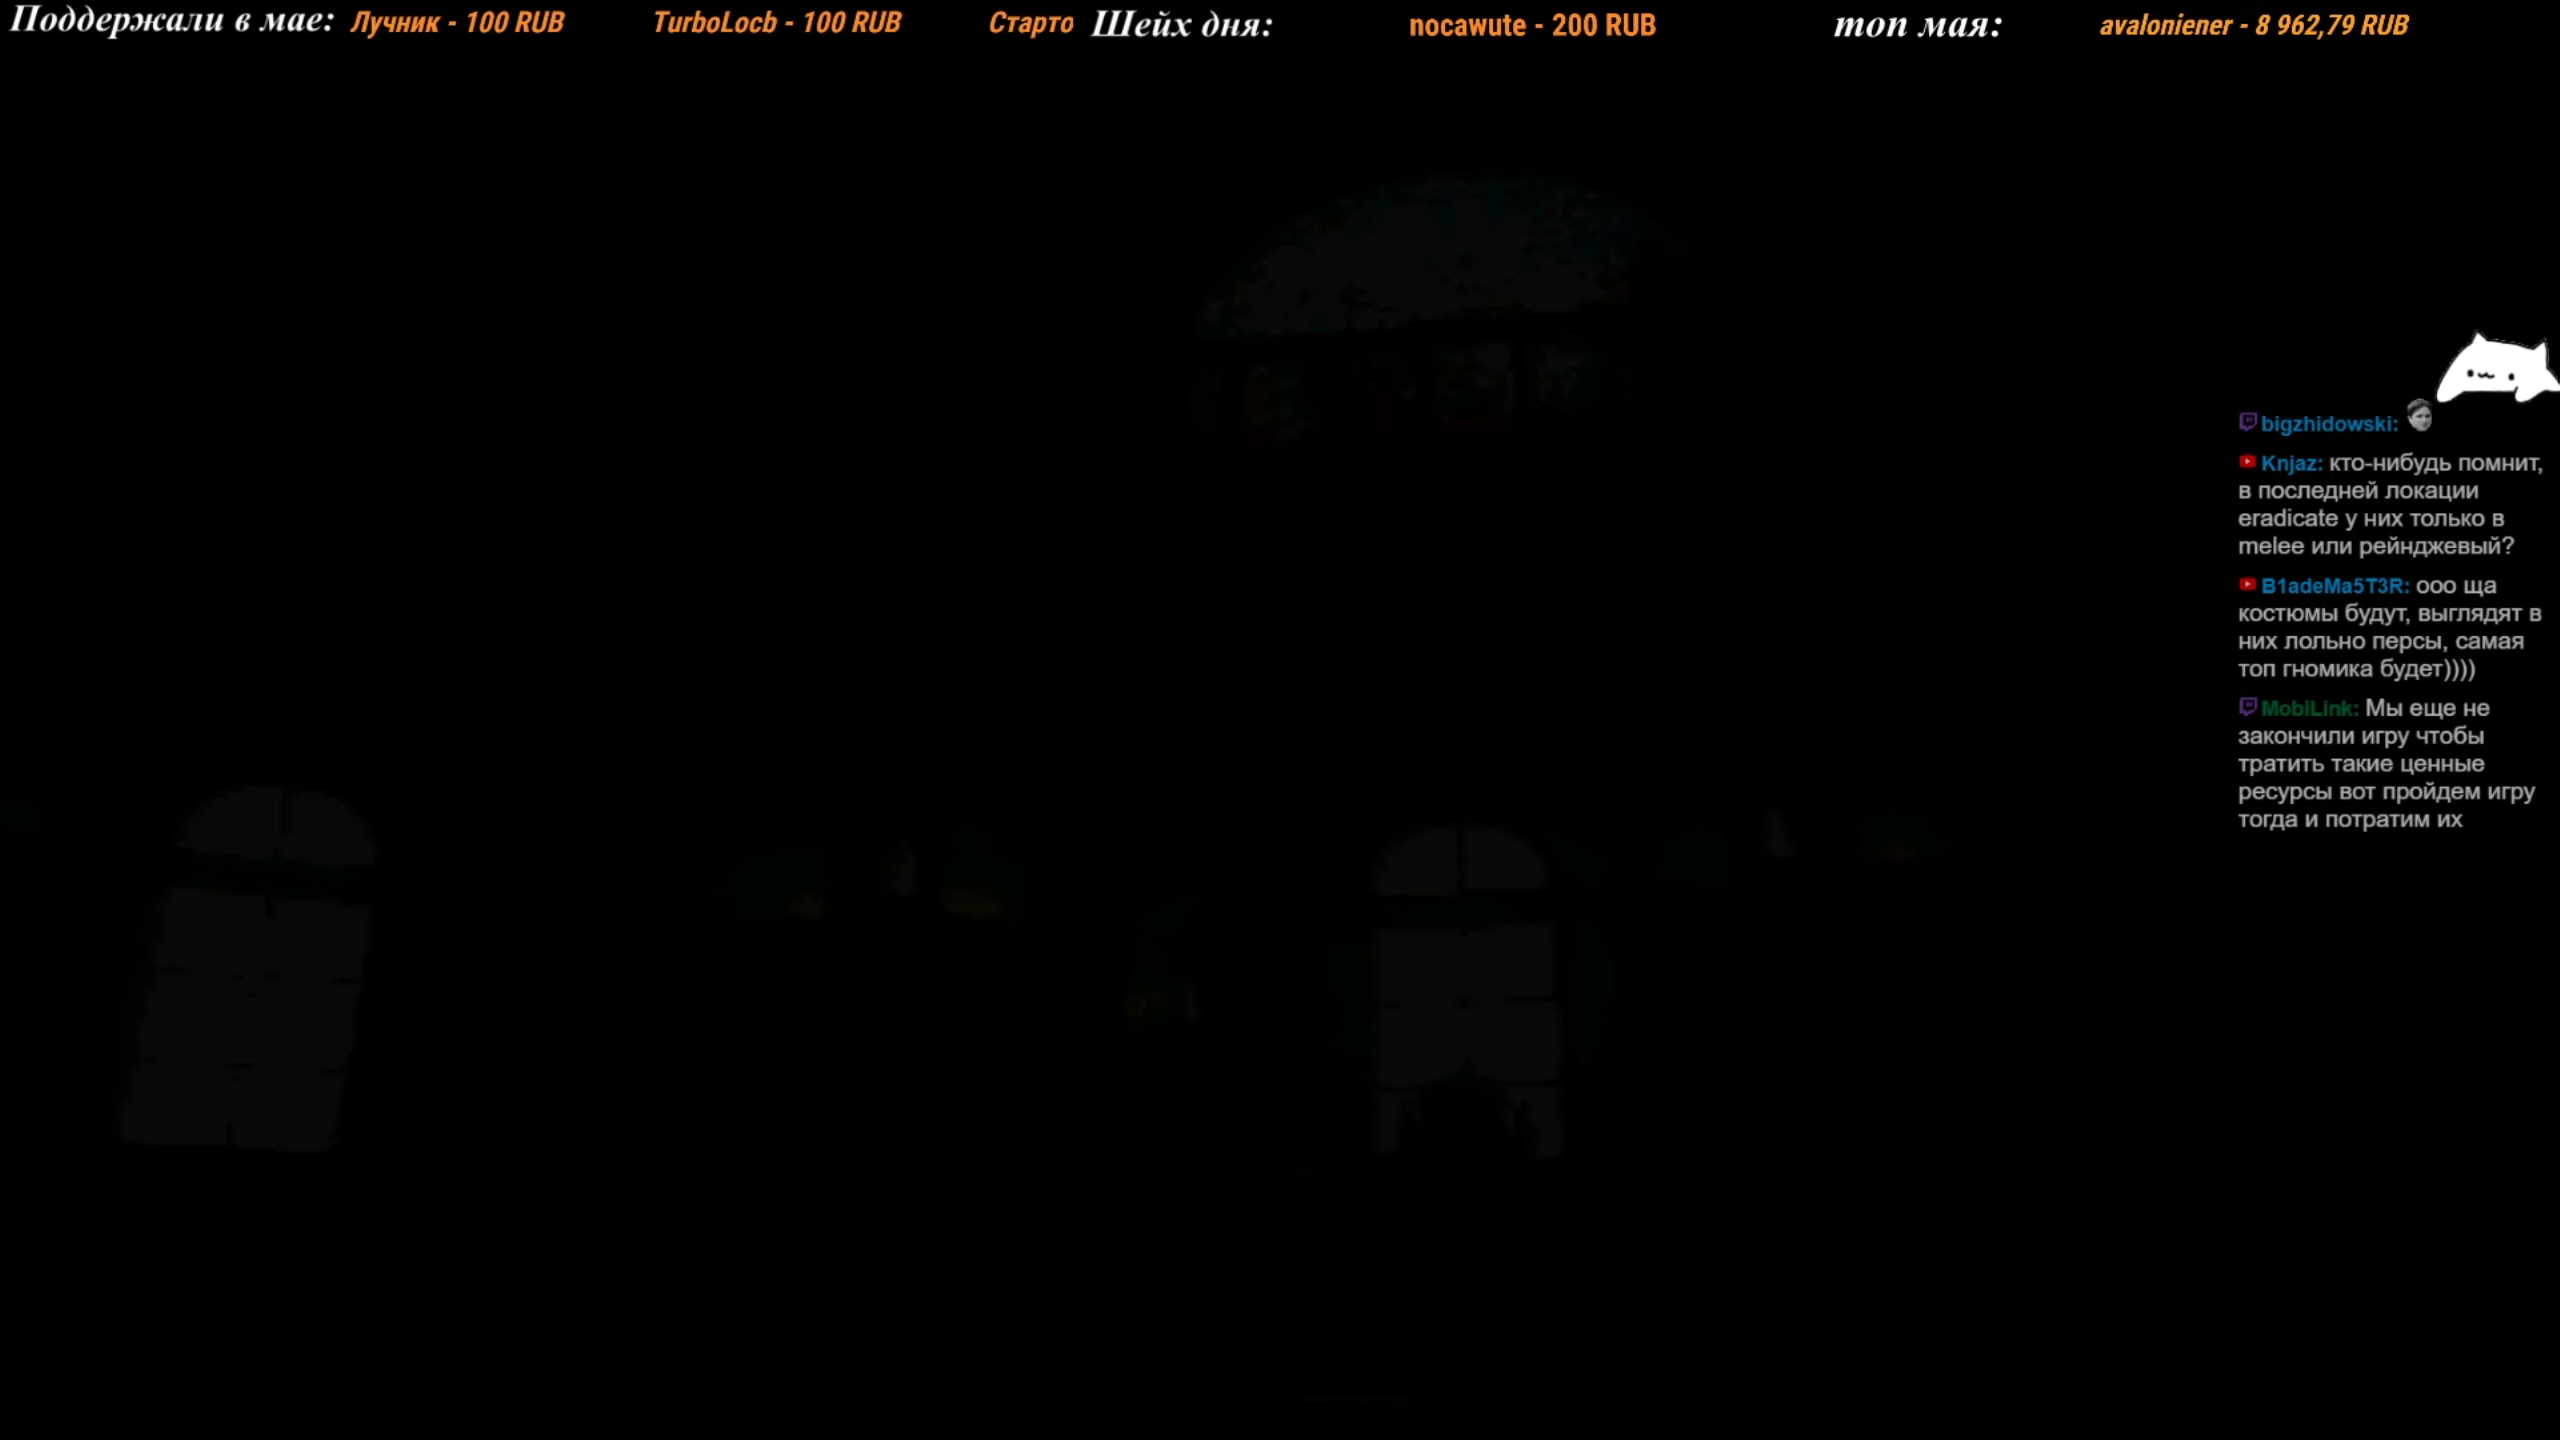 Поддержали в мае: Лучник - 100 RUB TurboLocb - 100 RUB Старто Шейх дня: nocawute - 200 RUB топ мая: avaloniener - 8 962,79 RUB
bigzhidowski:
Knjaz: кто-нибудь помнит,
в последней локации
eradicate у них только в
melee или рейнджевый?
B1adeMa5T3R: ооо ща
костюмы будут, выглядят в
них лольно персы, самая
топ гномика будет))))
MobiLink: Мы еще не
закончили игру чтобы
тратить такие ценные
ресурсы вот пройдем игру
тогда и потратим их